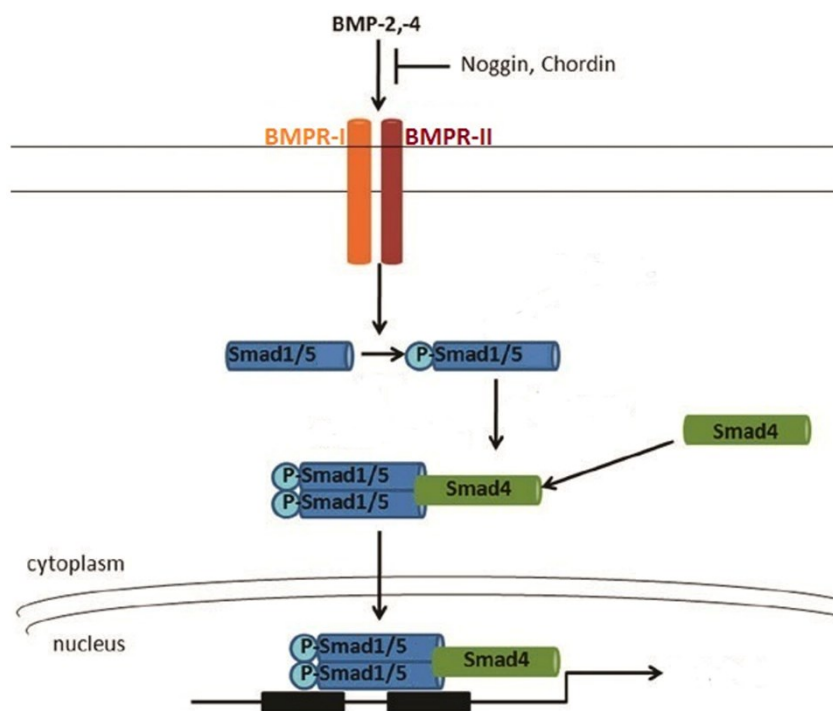 BMP-2,-4
Noggin, Chordin
BMPR-I
BMPR-II
Smad1/5
P-Smad1/5
Smad4
P-Smad1/5
P-Smad1/5
Smad4
cytoplasm
nucleus
P-Smad1/5
P-Smad1/5
Smad4